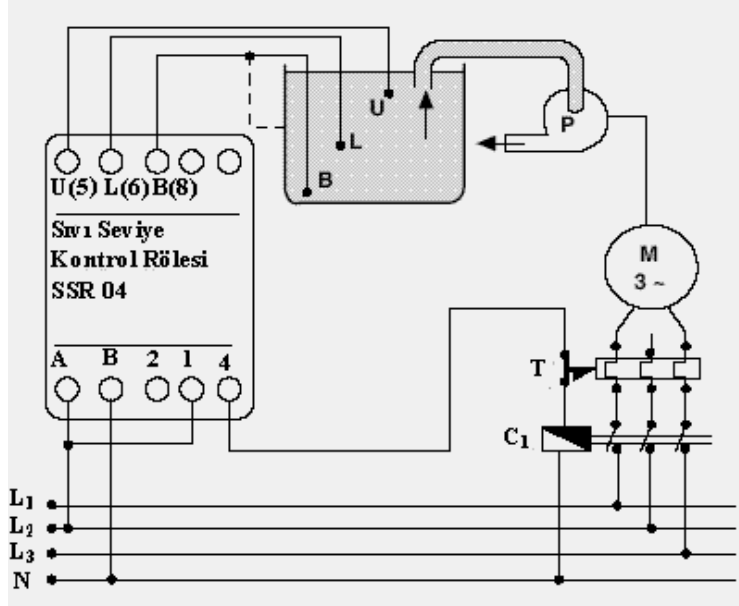 U
P
L
B
U(5) L(6) B(8)
Sıvı Seviye
Kontrol Rölesi
SSR 04
M
3 ~
A B 2 1 4
T
C1
L1
L2
L3
N